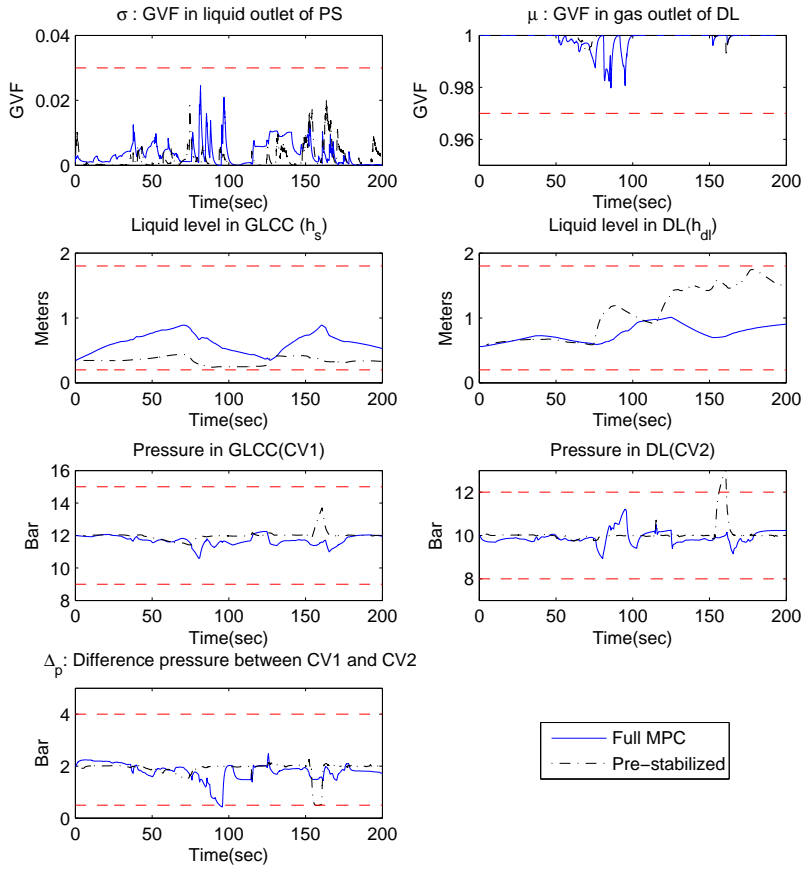 σ : GVF in liquid outlet of PS
0.04
0.02
0
GVF
0 50 100 150 200
Time(sec)
μ : GVF in gas outlet of DL
1
0.98
0.96
GVF
0 50 100 150 200
Time(sec)
Liquid level in GLCC (h_s)
2
1
0
Meters
0 50 100 150 200
Time(sec)
Liquid level in DL(h_dl)
2
1
0
Meters
0 50 100 150 200
Time(sec)
Pressure in GLCC(CV1)
16
14
12
10
8
Bar
0 50 100 150 200
Time(sec)
Pressure in DL(CV2)
12
10
8
Bar
0 50 100 150 200
Time(sec)
Δ_p : Difference pressure between CV1 and CV2
4
2
0
Bar
0 50 100 150 200
Time(sec)
Full MPC
Pre−stabilized